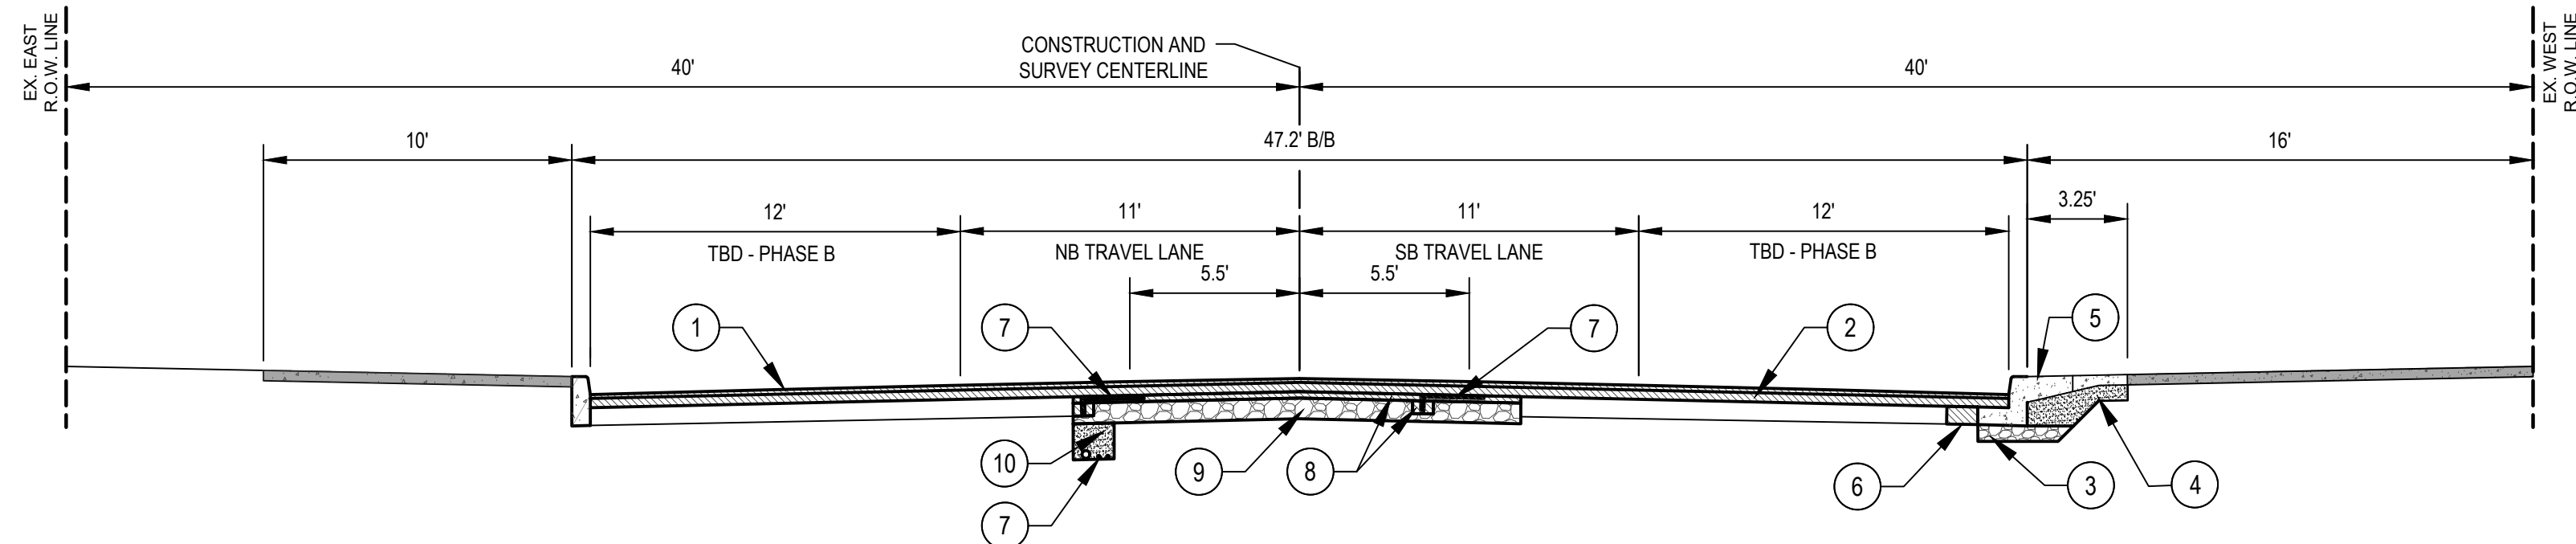 EX. EAST
R.O.W. LINE
CONSTRUCTION AND
SURVEY CENTERLINE
EX. WEST
R.O.W. LINE
40'
40'
10'
47.2' B/B
16'
12'
11'
11'
12'
3.25'
TBD - PHASE B
NB TRAVEL LANE
SB TRAVEL LANE
TBD - PHASE B
5.5'
5.5'
1
7
7
2
5
10
9
8
6
3
4
7